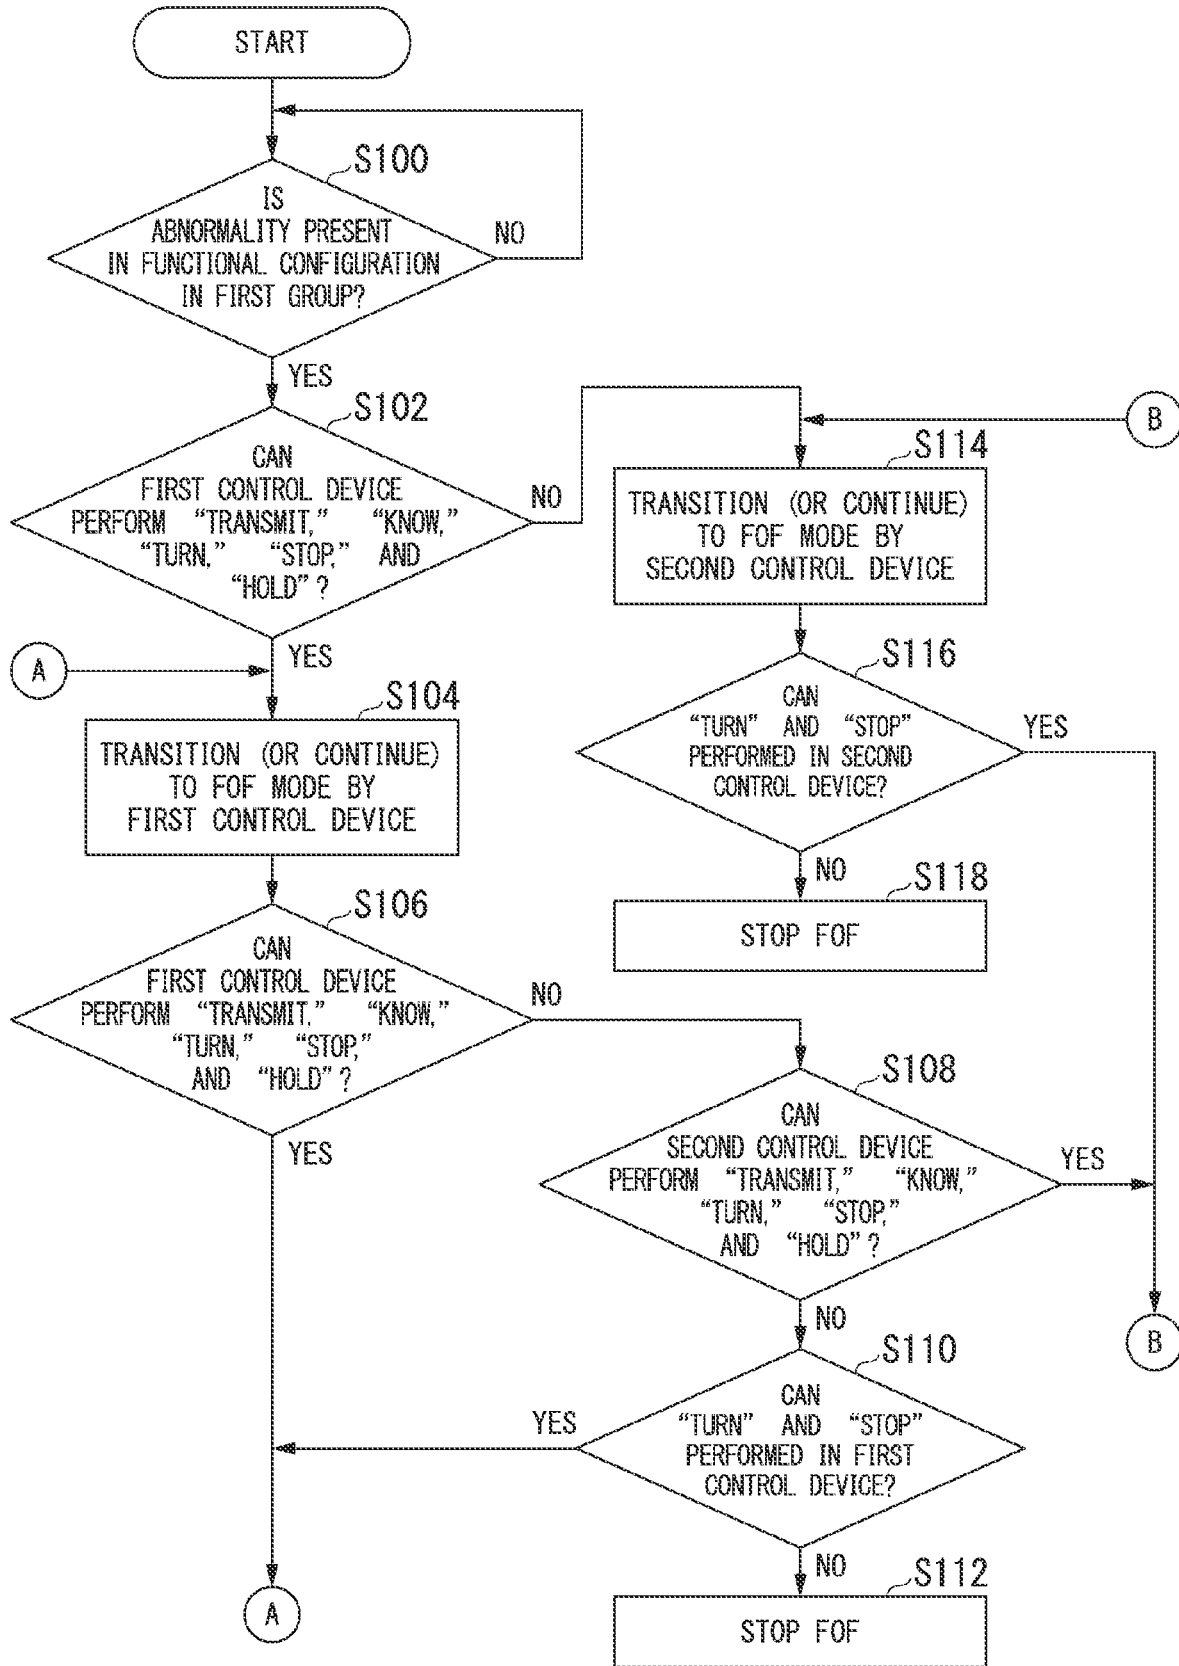 START
S100
IS
ABNORMALITY PRESENT
IN FUNCTIONAL CONFIGURATION
IN FIRST GROUP?
NO
YES
S102
CAN
FIRST CONTROL DEVICE
PERFORM “TRANSMIT,” “KNOW,”
“TURN,” “STOP,” AND
“HOLD”?
NO
YES
B
S114
TRANSITION (OR CONTINUE)
TO FOF MODE BY
SECOND CONTROL DEVICE
A
S104
TRANSITION (OR CONTINUE)
TO FOF MODE BY
FIRST CONTROL DEVICE
S116
CAN
“TURN” AND “STOP”
PERFORMED IN SECOND
CONTROL DEVICE?
YES
NO
S118
STOP FOF
S106
CAN
FIRST CONTROL DEVICE
PERFORM “TRANSMIT,” “KNOW,”
“TURN,” “STOP,”
AND “HOLD”?
NO
YES
S108
CAN
SECOND CONTROL DEVICE
PERFORM “TRANSMIT,” “KNOW,”
“TURN,” “STOP,”
AND “HOLD”?
YES
NO
B
S110
CAN
“TURN” AND “STOP”
PERFORMED IN FIRST
CONTROL DEVICE?
YES
NO
A
S112
STOP FOF